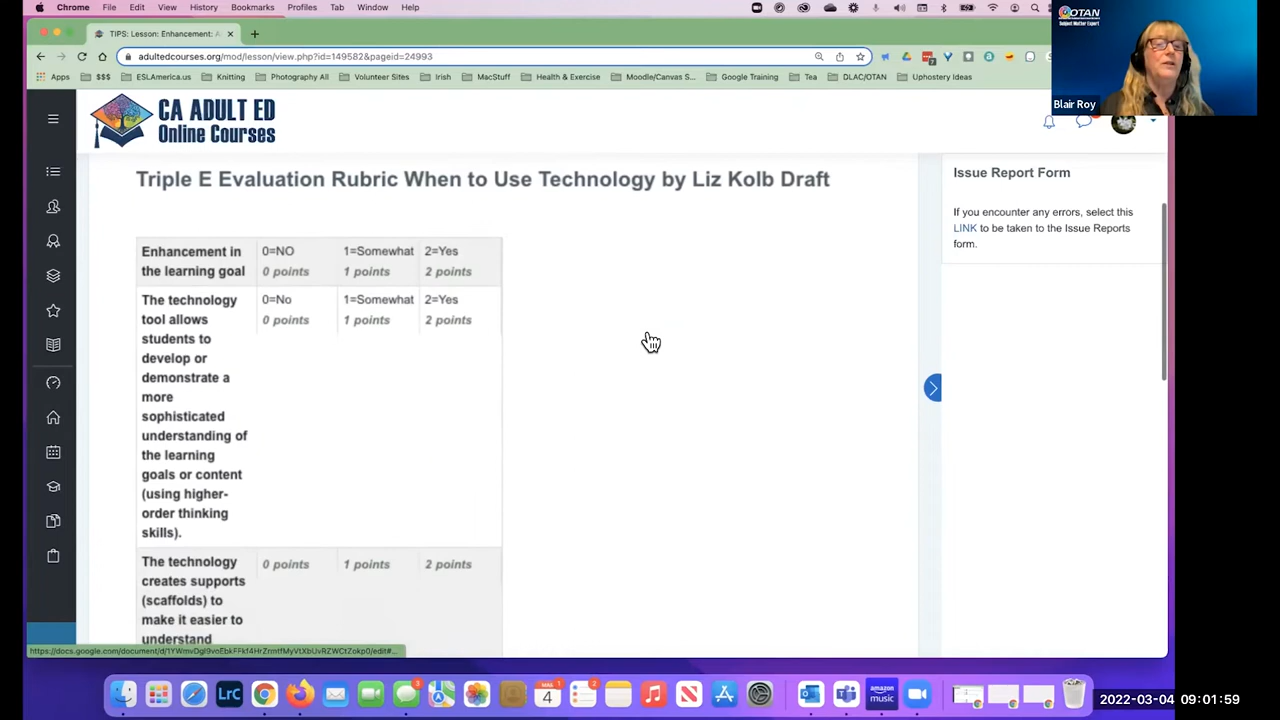 Chrome File Edit View History Bookmarks Profiles Tab Window Help
OTAN
Subject Matter Expert
TIPS: Lesson: Enhancement: A
adultedcourses.org/mod/lesson/view.php?id=149582&pageid=24993
Apps $$$ ESLAmerica.us Knitting Photography All Volunteer Sites Irish MacStuff Health & Exercise Moodle/Canvas S... Google Training Tea DLAC/OTAN Uphostery Ideas
Blair Roy
CA ADULT ED
Online Courses
Triple E Evaluation Rubric When to Use Technology by Liz Kolb Draft
Issue Report Form
If you encounter any errors, select this
LINK to be taken to the Issue Reports
form.
Enhancement in 0=NO 1=Somewhat 2=Yes
the learning goal 0 points 1 points 2 points
The technology 0=No 1=Somewhat 2=Yes
tool allows 0 points 1 points 2 points
students to
develop or
demonstrate a
more
sophisticated
understanding of
the learning
goals or content
(using higher-
order thinking
skills).
The technology 0 points 1 points 2 points
creates supports
(scaffolds) to
make it easier to
understand
LrC
MAR
4
amazon
music
2022-03-04 09:01:59